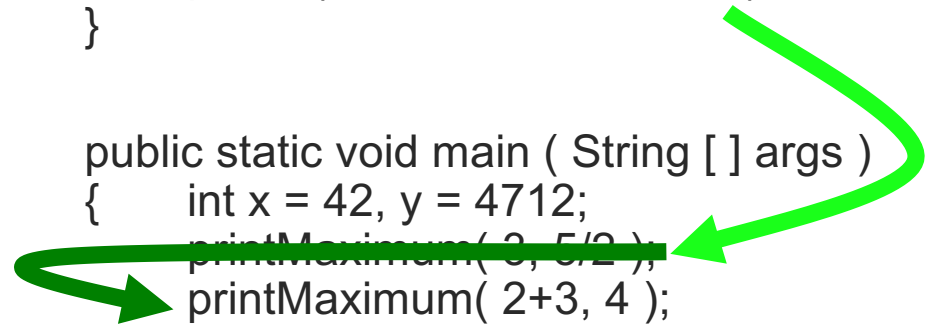 }
public static void main ( String [ ] args )
{ int x = 42, y = 4712;
printMaximum( 3, 5/2 );
printMaximum( 2+3, 4 );